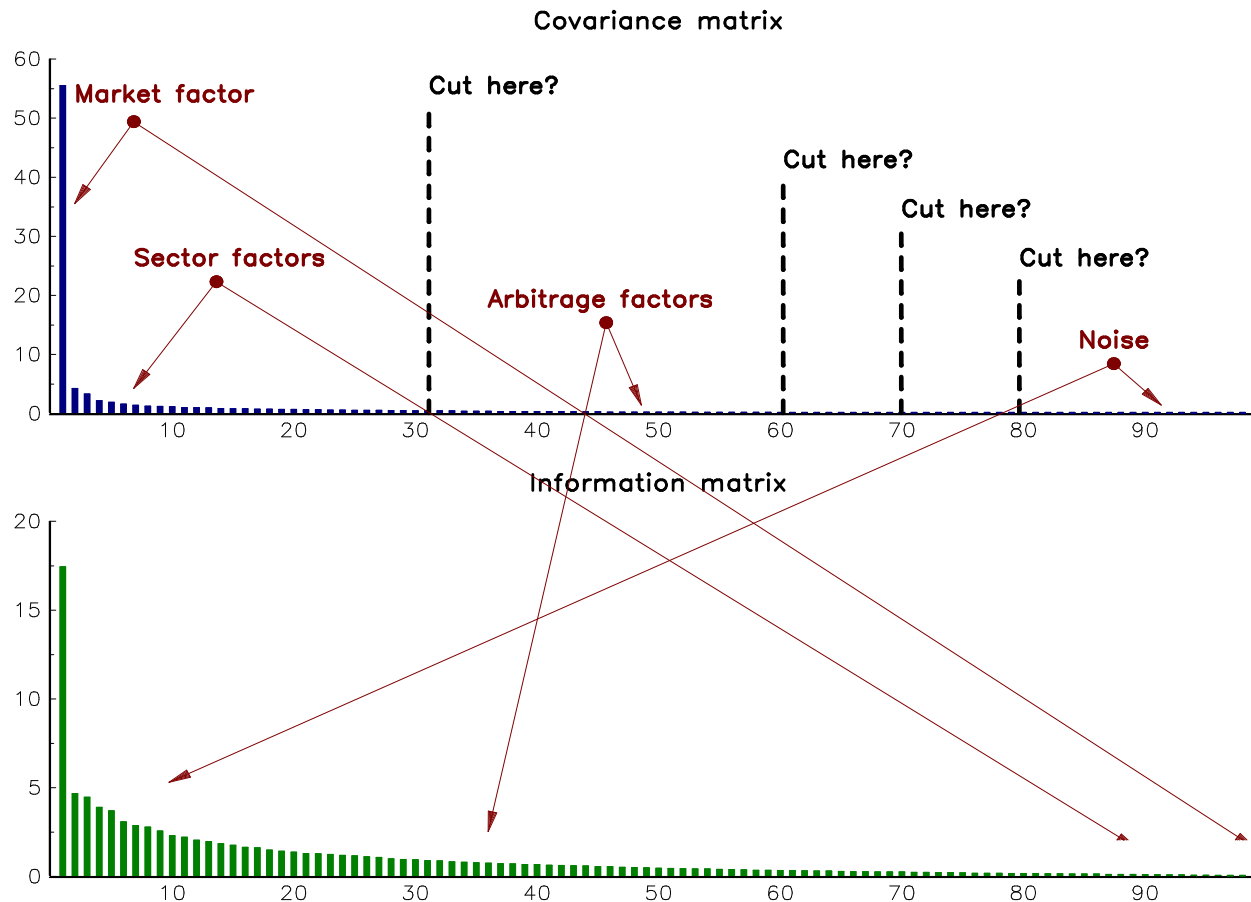 Covariance matrix
60
50
40
30
20
10
0
Market factor
Cut here?
Cut here?
Cut here?
Sector factors
Cut here?
Arbitrage factors
Noise
10 20 30 40 50 60 70 80 90
Information matrix
20
15
10
5
0
10 20 30 40 50 60 70 80 90